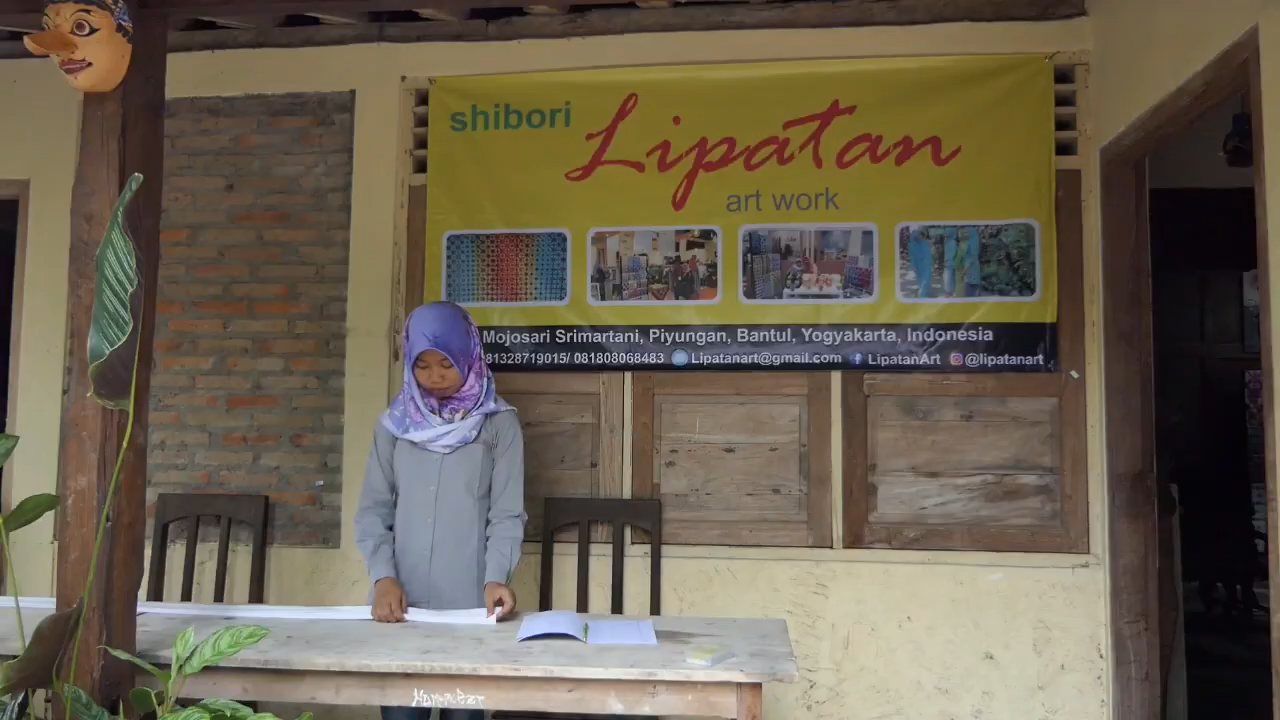 shibori
Lipatan
art work
Mojosari Srimartani, Piyungan, Bantul, Yogyakarta, Indonesia
81328719015/ 081808068483 Lipatanart@gmail.com LipatanArt @lipatanart